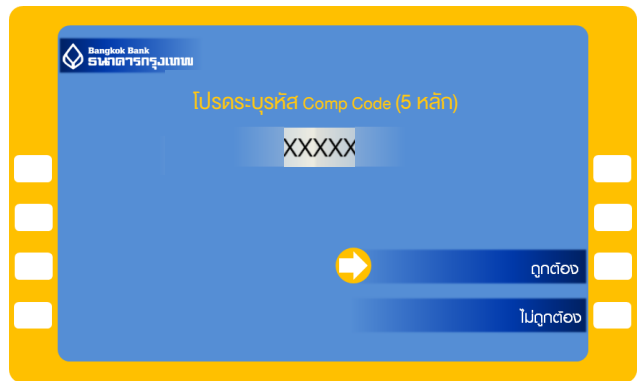 Bangkok Bank
ธนาคารกรุงเทพ
โปรดระบุรหัส Comp Code (5 หลัก)
XXXXX
ถูกต้อง
ไม่ถูกต้อง